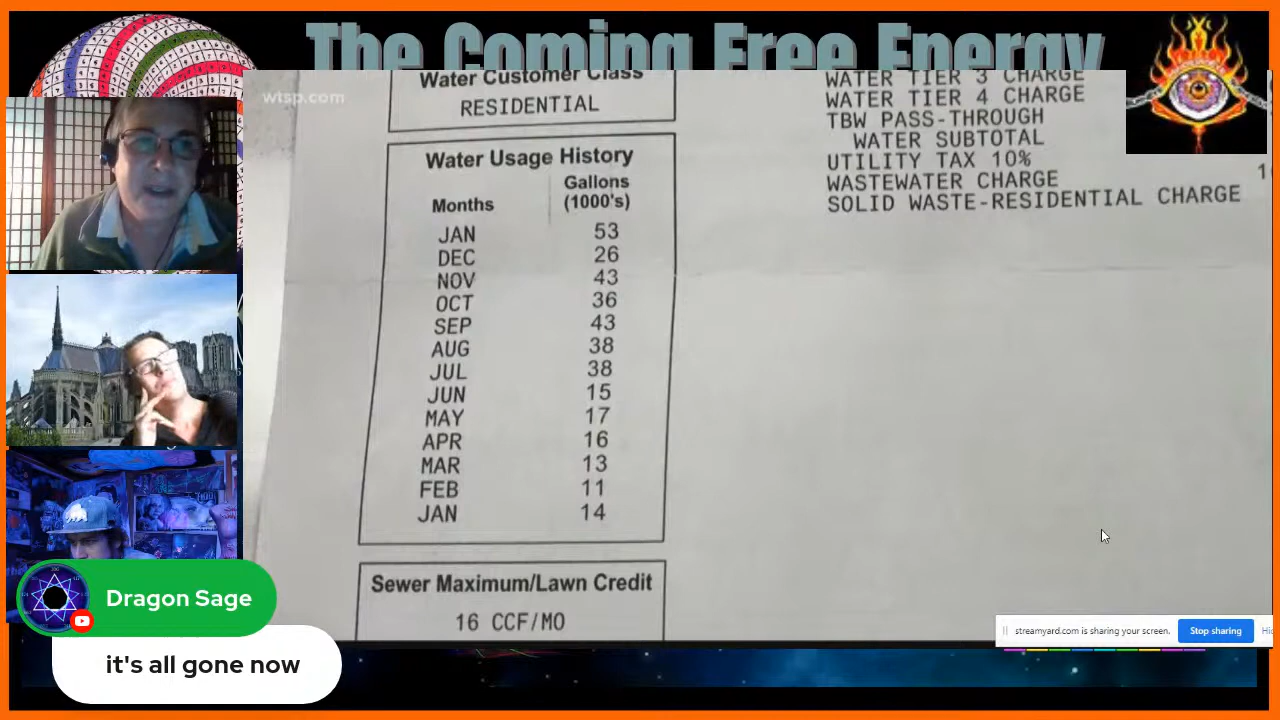 The Coming Free Energy
wtsp.com
Water Customer Class
RESIDENTIAL
Water Usage History
Months Gallons (1000's)
JAN 53
DEC 26
NOV 43
OCT 36
SEP 43
AUG 38
JUL 38
JUN 15
MAY 17
APR 16
MAR 13
FEB 11
JAN 14
Sewer Maximum/Lawn Credit
16 CCF/MO
WATER TIER 3 CHARGE
WATER TIER 4 CHARGE
TBW PASS-THROUGH
WATER SUBTOTAL
UTILITY TAX 10%
WASTEWATER CHARGE
SOLID WASTE-RESIDENTIAL CHARGE
Dragon Sage
it's all gone now
streamyard.com is sharing your screen.
Stop sharing